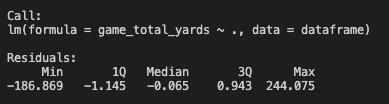 Call:
lm(formula = game_total_yards ~ ., data = dataframe)
Residuals:
Min 1Q Median 3Q Max
-186.869 -1.145 -0.065 0.943 244.075